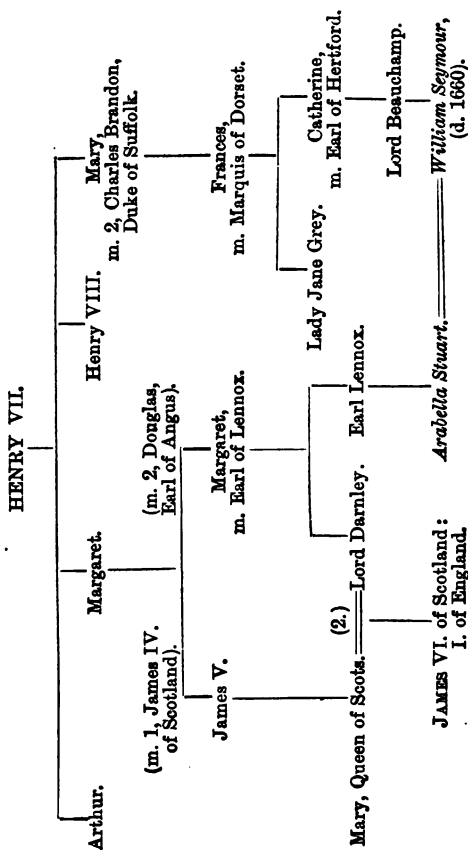 HENRY VII.
Arthur.
Margaret.
Henry VIII.
Mary,
m. 2, Charles Brandon,
Duke of Suffolk.
(m. 1, James IV.
of Scotland).
(m. 2, Douglas,
Earl of Angus).
James V.
Margaret,
m. Earl of Lennox.
Frances,
m. Marquis of Dorset.
Lady Jane Grey.
Catherine,
m. Earl of Hertford.
Mary, Queen of Scots.
(2.)
Lord Darnley.
Earl Lennox.
Lord Beauchamp.
JAMES VI. of Scotland:
I. of England.
Arabella Stuart.
William Seymour,
(d. 1660).